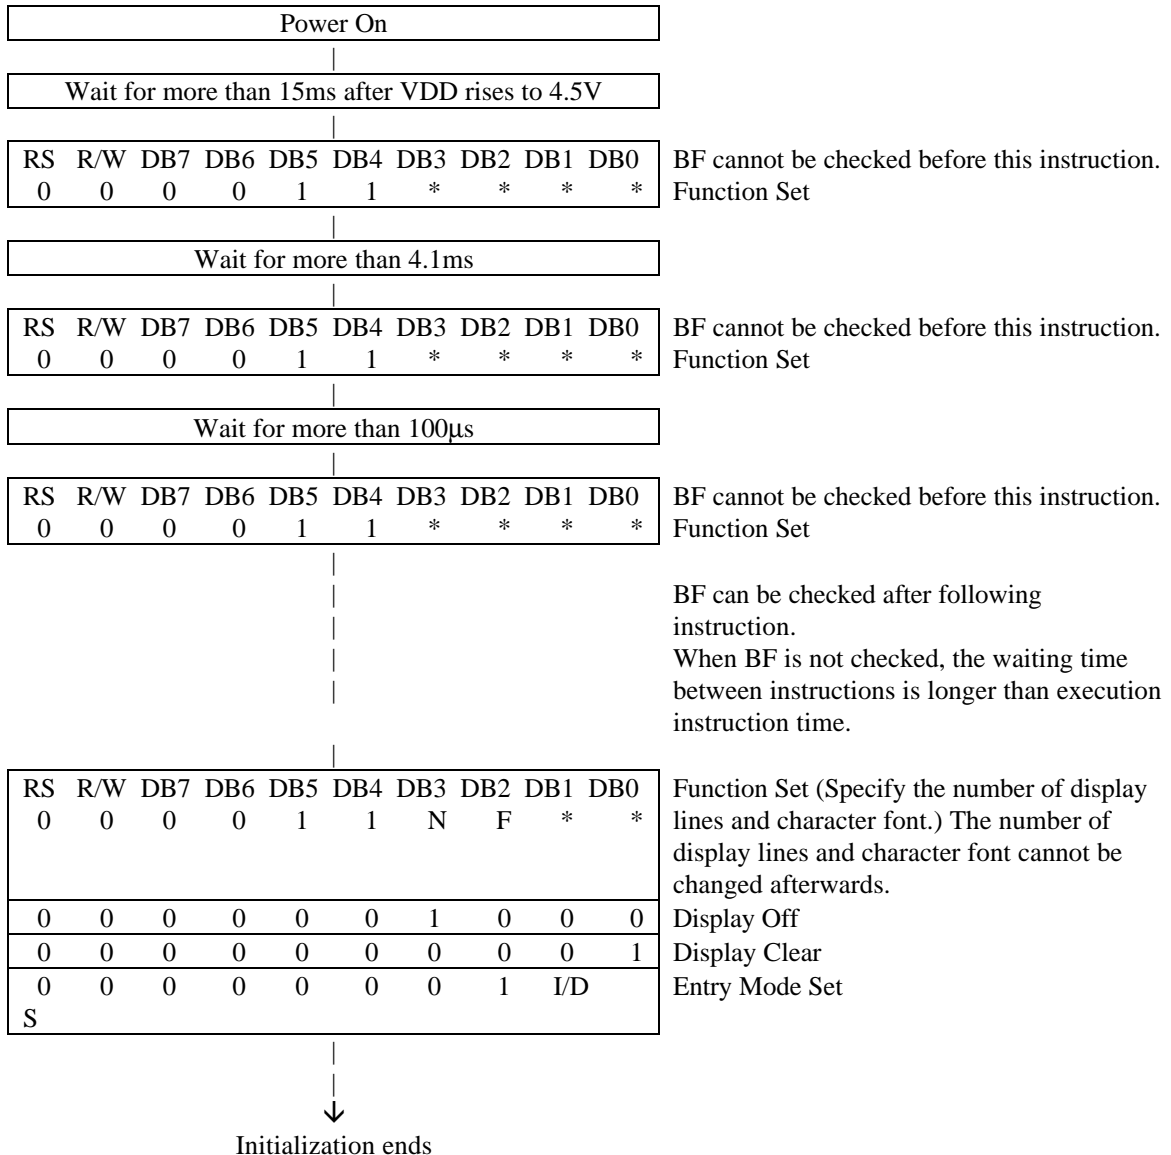 Power On
Wait for more than 15ms after VDD rises to 4.5V
RS R/W DB7 DB6 DB5 DB4 DB3 DB2 DB1 DB0 BF cannot be checked before this instruction.
0 0 0 0 1 1 * * * * Function Set
Wait for more than 4.1ms
RS R/W DB7 DB6 DB5 DB4 DB3 DB2 DB1 DB0 BF cannot be checked before this instruction.
0 0 0 0 1 1 * * * * Function Set
Wait for more than 100µs
RS R/W DB7 DB6 DB5 DB4 DB3 DB2 DB1 DB0 BF cannot be checked before this instruction.
0 0 0 0 1 1 * * * * Function Set
BF can be checked after following
instruction.
When BF is not checked, the waiting time
between instructions is longer than execution
instruction time.
RS R/W DB7 DB6 DB5 DB4 DB3 DB2 DB1 DB0 Function Set (Specify the number of display
0 0 0 0 1 1 N F * * lines and character font.) The number of
display lines and character font cannot be
changed afterwards.
0 0 0 0 0 0 1 0 0 0 Display Off
0 0 0 0 0 0 0 0 0 1 Display Clear
0 0 0 0 0 0 0 1 I/D Entry Mode Set
S
Initialization ends